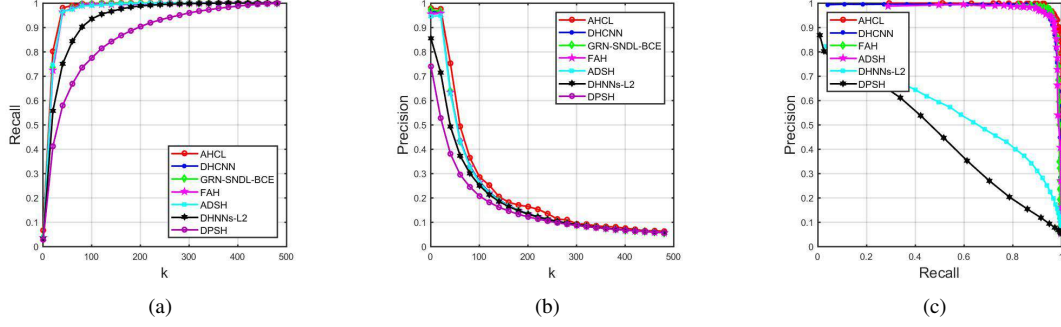 1
0.9
0.8
0.7
0.6
0.5
0.4
0.3
0.2
0.1
0
Recall
AHCL
DHCNN
GRN-SNDL-BCE
FAH
ADSH
DHNNs-L2
DPSH
0 100 200 300 400 500
k
(a)
1
0.9
0.8
0.7
0.6
0.5
0.4
0.3
0.2
0.1
0
Precision
AHCL
DHCNN
GRN-SNDL-BCE
FAH
ADSH
DHNNs-L2
DPSH
0 100 200 300 400 500
k
(b)
1
0.9
0.8
0.7
0.6
0.5
0.4
0.3
0.2
0.1
0
Precision
AHCL
DHCNN
FAH
ADSH
DHNNs-L2
DPSH
0 0.2 0.4 0.6 0.8 1
Recall
(c)